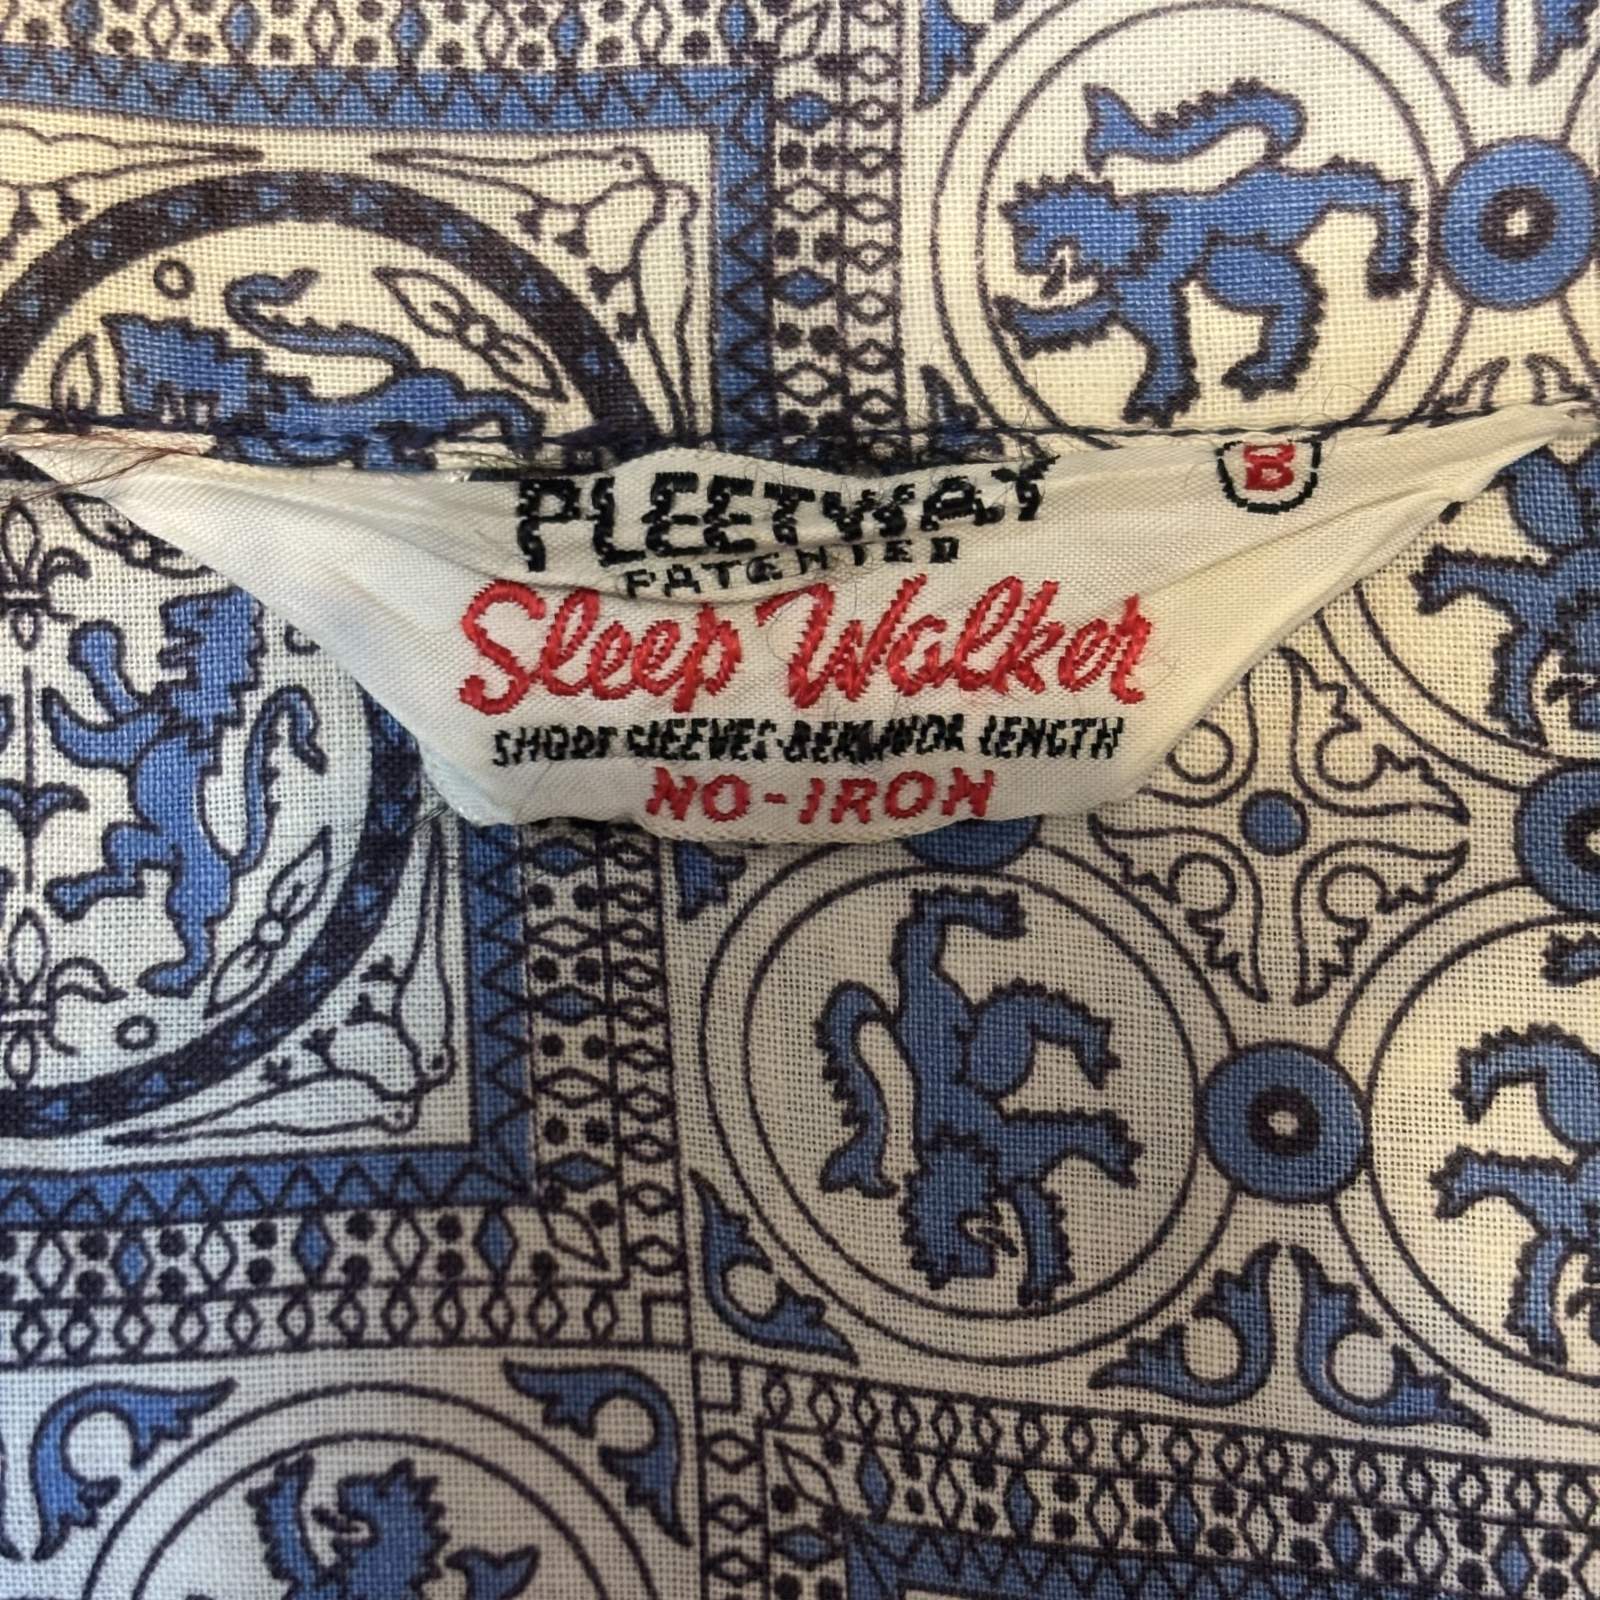 PLEETWAY B
PATENTED
Sleep Walker
SHORT SLEEVES-BERMUDA LENGTH
NO-IRON